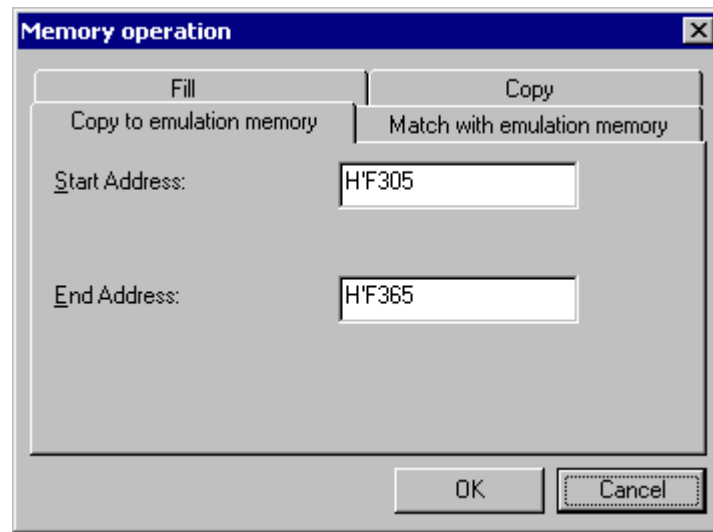 Memory operation
Fill
Copy
Copy to emulation memory
Match with emulation memory
Start Address:
H'F305
End Address:
H'F365
OK
Cancel